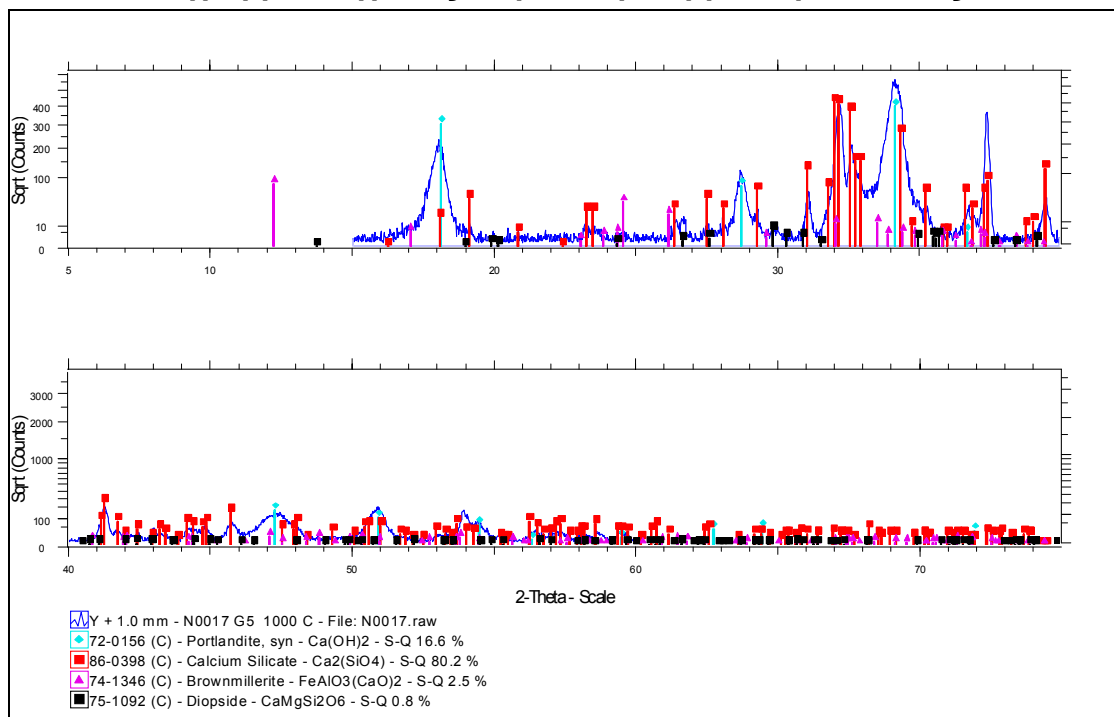 Sqrt (Counts)
400
300
200
100
10
0
5
10
20
30
Sqrt (Counts)
3000
2000
1000
100
0
40
50
60
70
2-Theta - Scale
Y + 1.0 mm - N0017 G5 1000 C - File: N0017.raw
72-0156 (C) - Portlandite, syn - Ca(OH)2 - S-Q 16.6 %
86-0398 (C) - Calcium Silicate - Ca2(SiO4) - S-Q 80.2 %
74-1346 (C) - Brownmillerite - FeAlO3(CaO)2 - S-Q 2.5 %
75-1092 (C) - Diopside - CaMgSi2O6 - S-Q 0.8 %